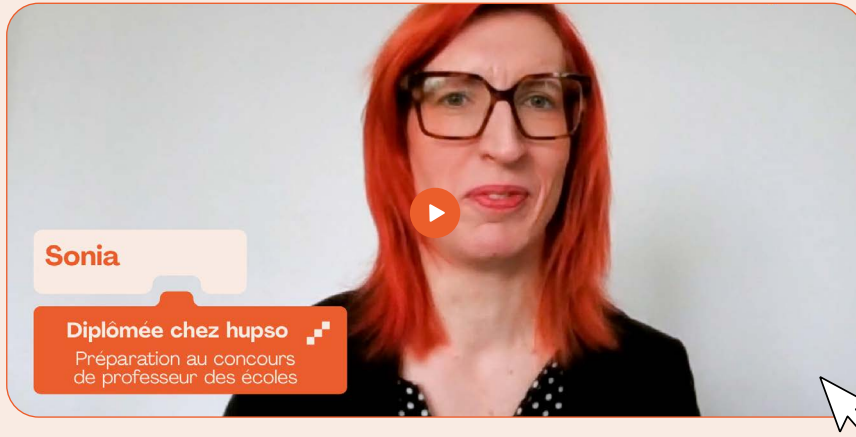 Sonia
Diplômée chez hupso
Préparation au concours
de professeur des écoles